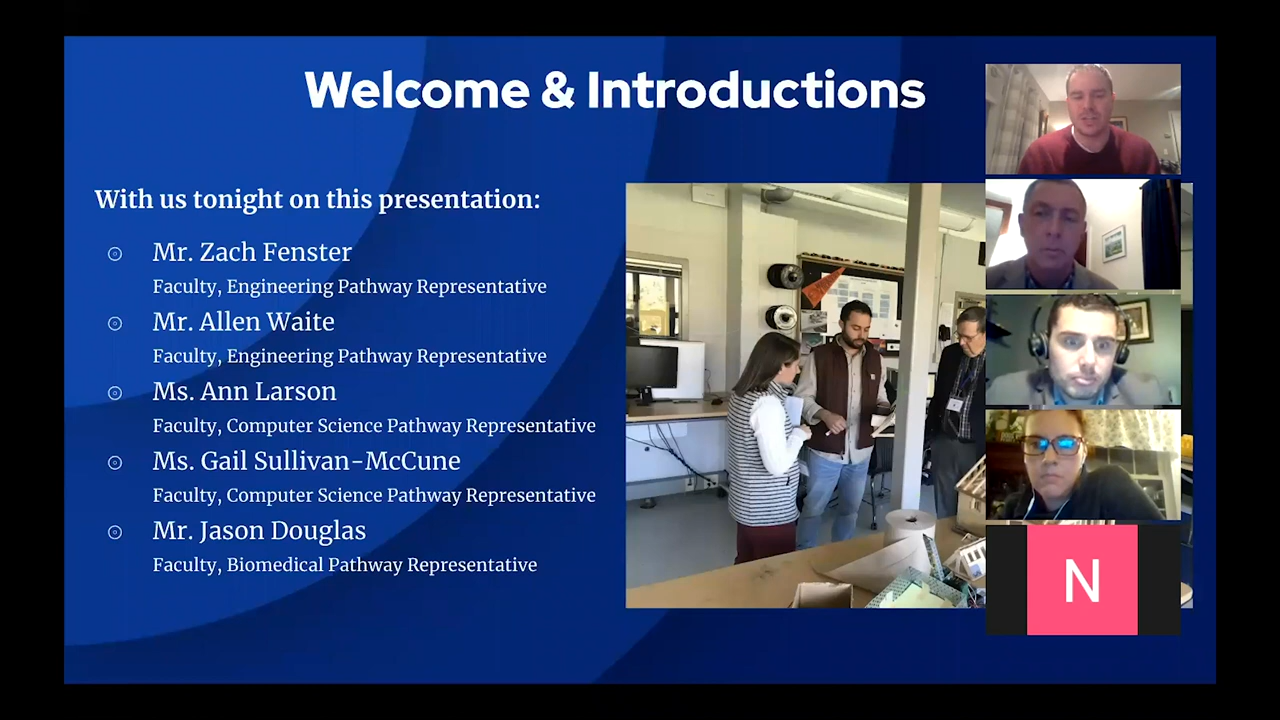 Welcome & Introductions
With us tonight on this presentation:
Mr. Zach Fenster
Faculty, Engineering Pathway Representative
Mr. Allen Waite
Faculty, Engineering Pathway Representative
Ms. Ann Larson
Faculty, Computer Science Pathway Representative
Ms. Gail Sullivan-McCune
Faculty, Computer Science Pathway Representative
Mr. Jason Douglas
Faculty, Biomedical Pathway Representative
N